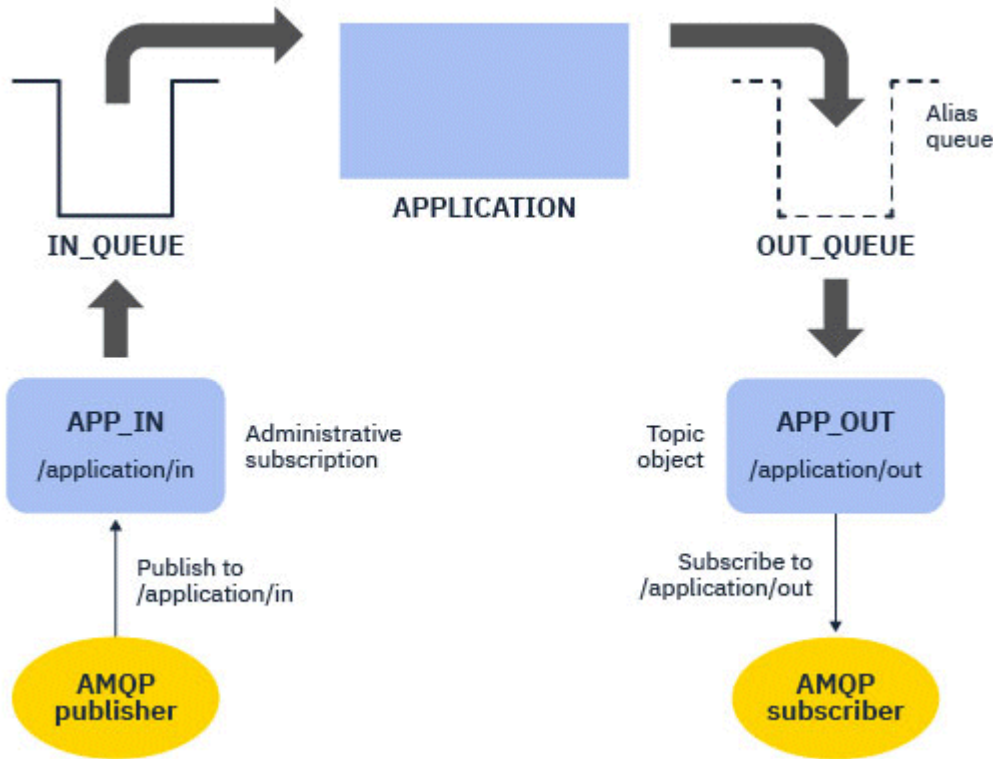 Alias
queue
APPLICATION
IN_QUEUE
OUT_QUEUE
APP_IN
/application/in
Administrative
subscription
Topic
object
APP_OUT
/application/out
Publish to
/application/in
Subscribe to
/application/out
AMQP
publisher
AMQP
subscriber